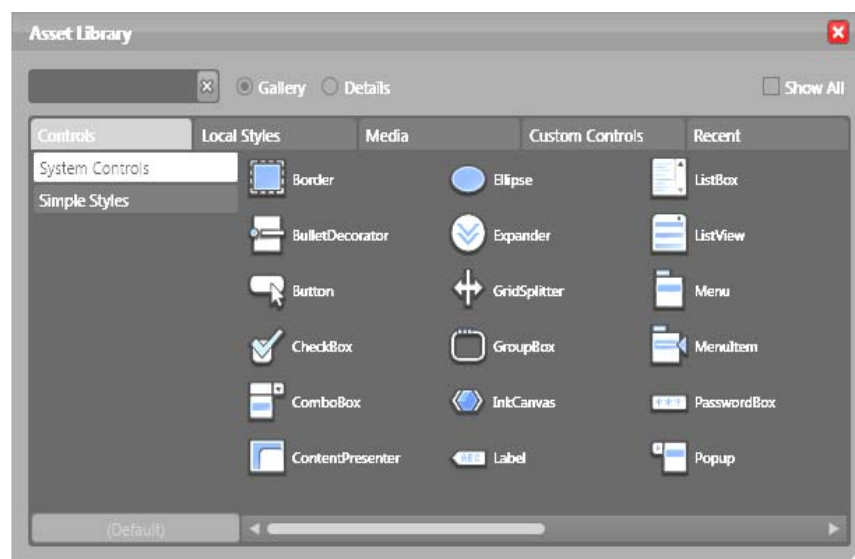 Asset Library
Gallery Details Show All
Controls Local Styles Media Custom Controls Recent
System Controls
Simple Styles
Border Ellipse ListBox
BulletDecorator Expander ListView
Button GridSplitter Menu
CheckBox GroupBox MenuItem
ComboBox InkCanvas PasswordBox
ContentPresenter ABC Label Popup
(Default)